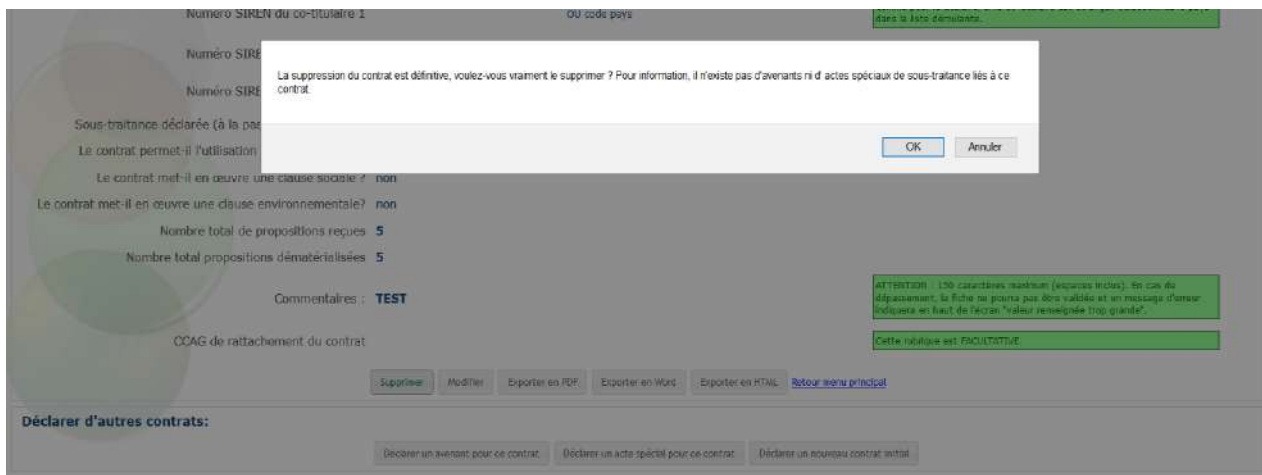 Numéro SIREN du co-titulaire 1 OU code pays
dans la liste déroulante.
Numéro SIRE
La suppression du contrat est définitive, voulez-vous vraiment le supprimer ? Pour information, il n'existe pas d'avenants ni d' actes spéciaux de sous-traitance liés à ce
contrat.
Numéro SIRE
Sous-traitance déclarée (à la pas
OK Annuler
Le contrat permet-il l'utilisation
Le contrat met-il en œuvre une clause sociale ? non
Le contrat met-il en œuvre une clause environnementale? non
Nombre total de propositions reçues 5
Nombre total propositions dématérialisées 5
ATTENTION : 150 caractères maximum (espaces inclus). En cas de
dépassement, la fiche ne pourra pas être validée et un message d'erreur
indiquera en haut de l'écran "valeur renseignée trop grande".
Commentaires : TEST
CCAG de rattachement du contrat Cette rubrique est FACULTATIVE.
Supprimer Modifier Exporter en PDF Exporter en Word Exporter en HTML Retour menu principal
Déclarer d'autres contrats:
Déclarer un avenant pour ce contrat Déclarer un acte spécial pour ce contrat Déclarer un nouveau contrat initial